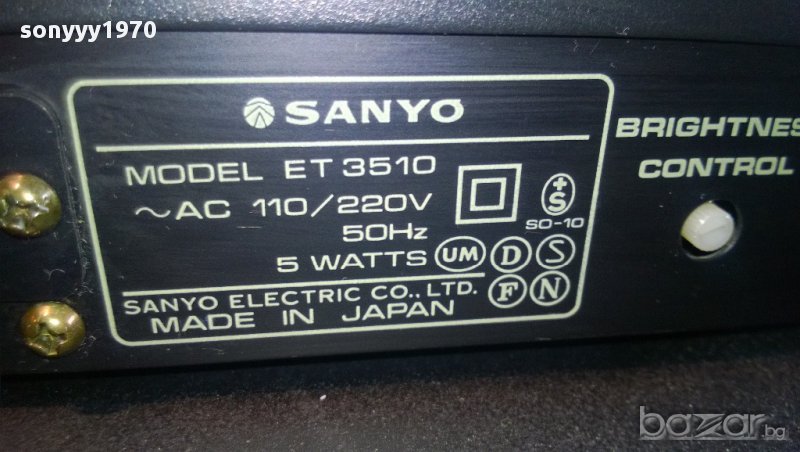 sonyyy1970
SANYO
MODEL ET 3510
~AC 110/220V
50Hz
5 WATTS
UM D S
F N
+S
SO-10
SANYO ELECTRIC CO., LTD.
MADE IN JAPAN
BRIGHTNES
CONTROL
bazar.bg